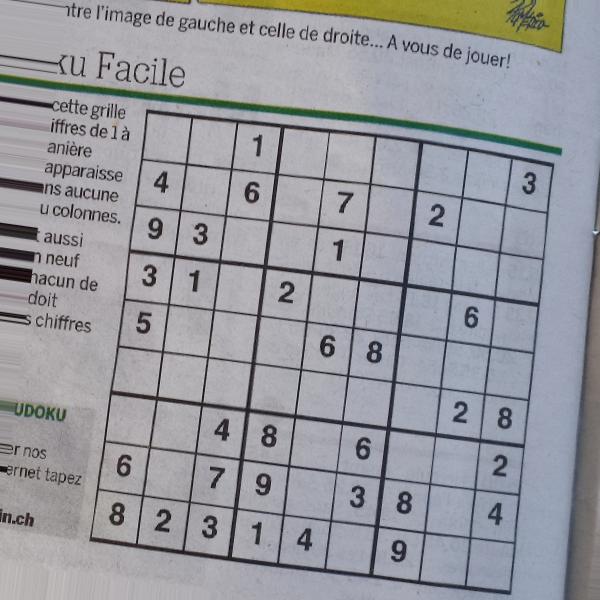 l'image de gauche et celle de droite... A vous de jouer!
Facile
cette grille
iffres de 1 à
anière
apparaisse
ns aucune
u colonnes.
aussi
neuf
hacun de
doit
chiffres
UDOKU
er nos
ernet tapez
in.ch
1 3
4 6 7 2
9 3 1
3 1 2 6
5 6 8
2 8
4 8 6 2
6 7 9 3 8 4
8 2 3 1 4 9